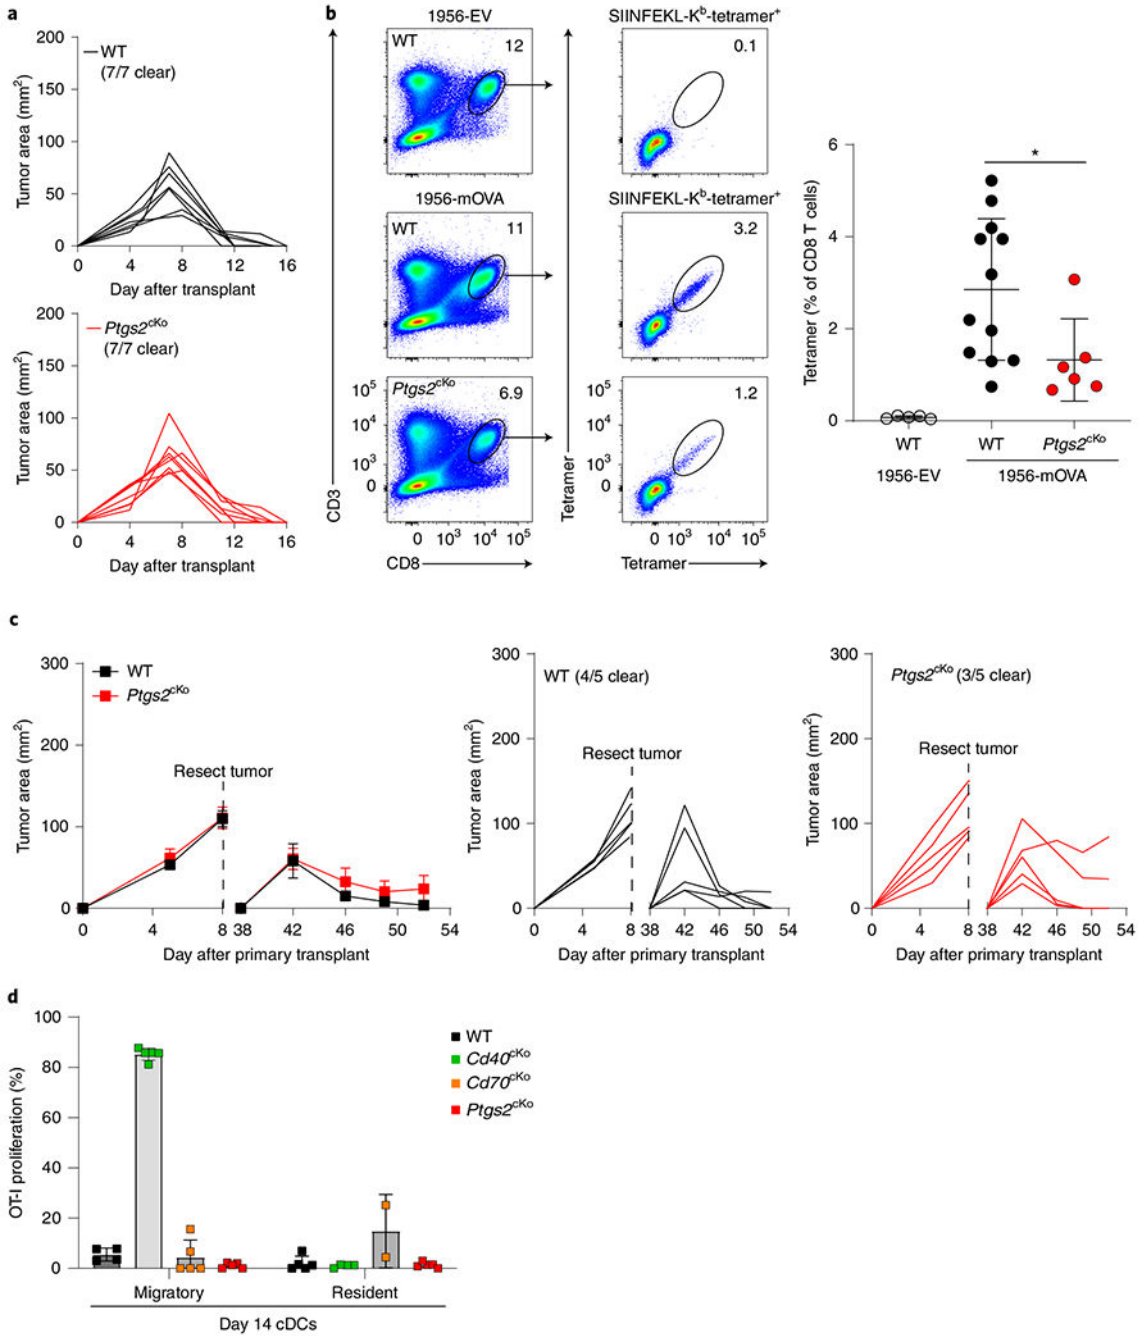 a
200
150
100
50
0
Tumor area (mm²)
WT
(7/7 clear)
0 4 8 12 16
Day after transplant
200
150
100
50
0
Tumor area (mm²)
Ptgs2cKo
(7/7 clear)
0 4 8 12 16
Day after transplant
b
1956-EV
SIINFEKL-Kb-tetramer+
WT
12
0.1
1956-mOVA
SIINFEKL-Kb-tetramer+
WT
11
3.2
Ptgs2cKo
6.9
1.2
10⁵
10⁴
10³
0
10⁵
10⁴
10³
0
0 10³ 10⁴ 10⁵
0 10³ 10⁴ 10⁵
CD3
CD8
Tetramer
Tetramer
Tetramer (% of CD8 T cells)
6
4
2
0
*
WT WT Ptgs2cKo
1956-EV 1956-mOVA
c
300
200
100
0
Tumor area (mm²)
WT
Ptgs2cKo
Resect tumor
0 4 8 38 42 46 50 54
Day after primary transplant
300
200
100
0
Tumor area (mm²)
WT (4/5 clear)
Resect tumor
0 4 8 38 42 46 50 54
Day after primary transplant
300
200
100
0
Tumor area (mm²)
Ptgs2cKo (3/5 clear)
Resect tumor
0 4 8 38 42 46 50 54
Day after primary transplant
d
100
80
60
40
20
0
OT-I proliferation (%)
WT
Cd40cKo
Cd70cKo
Ptgs2cKo
Migratory Resident
Day 14 cDCs